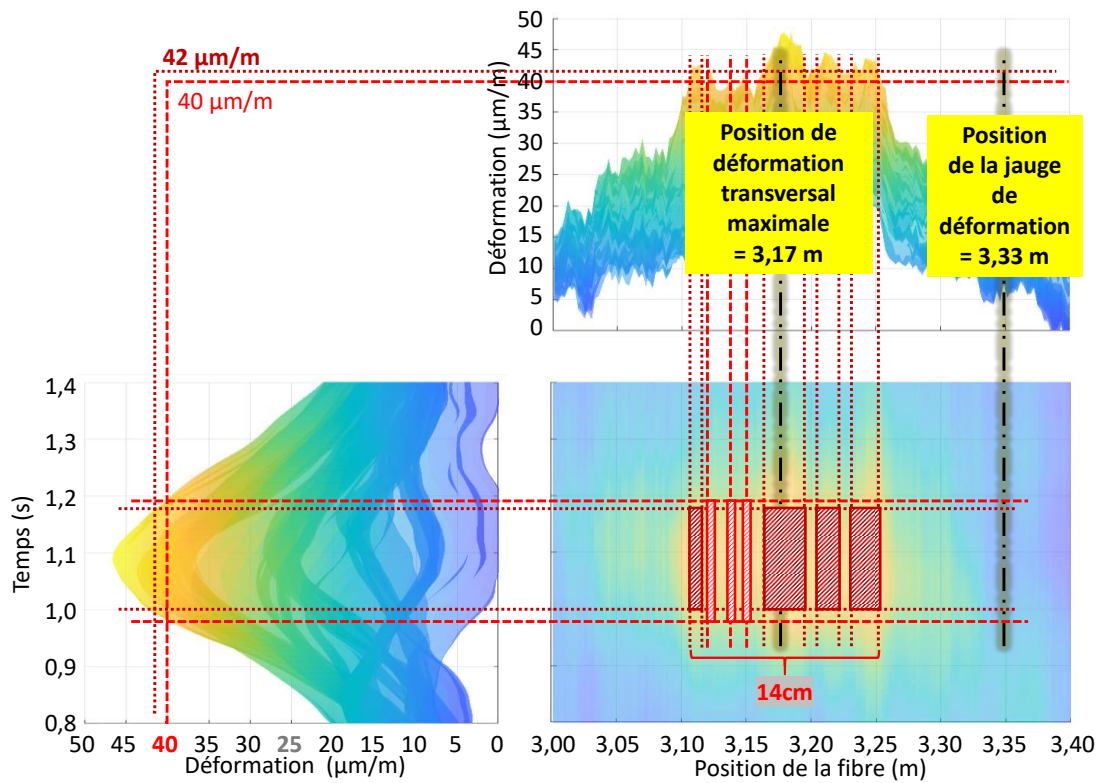 50
45
40
35
30
25
20
15
10
5
0
Déformation (µm/m)
42 µm/m
40 µm/m
Position de
déformation
transversal
maximale
= 3,17 m
Position
de la jauge
de
déformation
= 3,33 m
1,4
1,3
1,2
1,1
1,0
0,9
0,8
Temps (s)
14cm
50 45 40 35 30 25 20 15 10 5 0
Déformation (µm/m)
3,00 3,05 3,10 3,15 3,20 3,25 3,30 3,35 3,40
Position de la fibre (m)